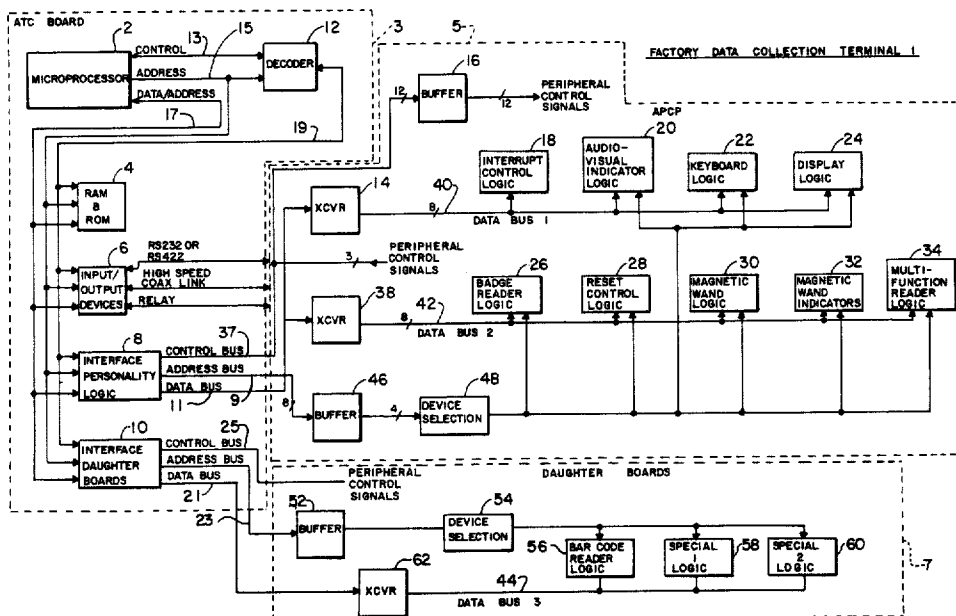 ATC BOARD
2
CONTROL
13
15
12
3
5
MICROPROCESSOR
ADDRESS
DECODER
DATA/ADDRESS
17
19
FACTORY DATA COLLECTION TERMINAL 1
12
BUFFER
16
12
PERIPHERAL
CONTROL
SIGNALS
APCP
4
RAM
&
ROM
14
XCVR
8
40
DATA BUS 1
18
INTERRUPT
CONTROL
LOGIC
20
AUDIO-
VISUAL
INDICATOR
LOGIC
22
KEYBOARD
LOGIC
24
DISPLAY
LOGIC
6
INPUT/
OUTPUT
DEVICES
RS232 OR
RS422
HIGH SPEED
COAX LINK
RELAY
3
PERIPHERAL
CONTROL
SIGNALS
38
XCVR
8
42
DATA BUS 2
26
BADGE
READER
LOGIC
28
RESET
CONTROL
LOGIC
30
MAGNETIC
WAND LOGIC
32
MAGNETIC
WAND
INDICATORS
34
MULTI-
FUNCTION
READER
LOGIC
8
INTERFACE
PERSONALITY
LOGIC
CONTROL BUS
37
ADDRESS BUS
DATA BUS
11
9
8
46
BUFFER
4
48
DEVICE
SELECTION
10
INTERFACE
DAUGHTER
BOARDS
25
CONTROL BUS
ADDRESS BUS
DATA BUS
21
23
PERIPHERAL
CONTROL
SIGNALS
DAUGHTER BOARDS
52
BUFFER
54
DEVICE
SELECTION
56
BAR CODE
READER
LOGIC
SPECIAL
1
LOGIC
58
SPECIAL
2
LOGIC
60
7
62
XCVR
44
DATA BUS 3